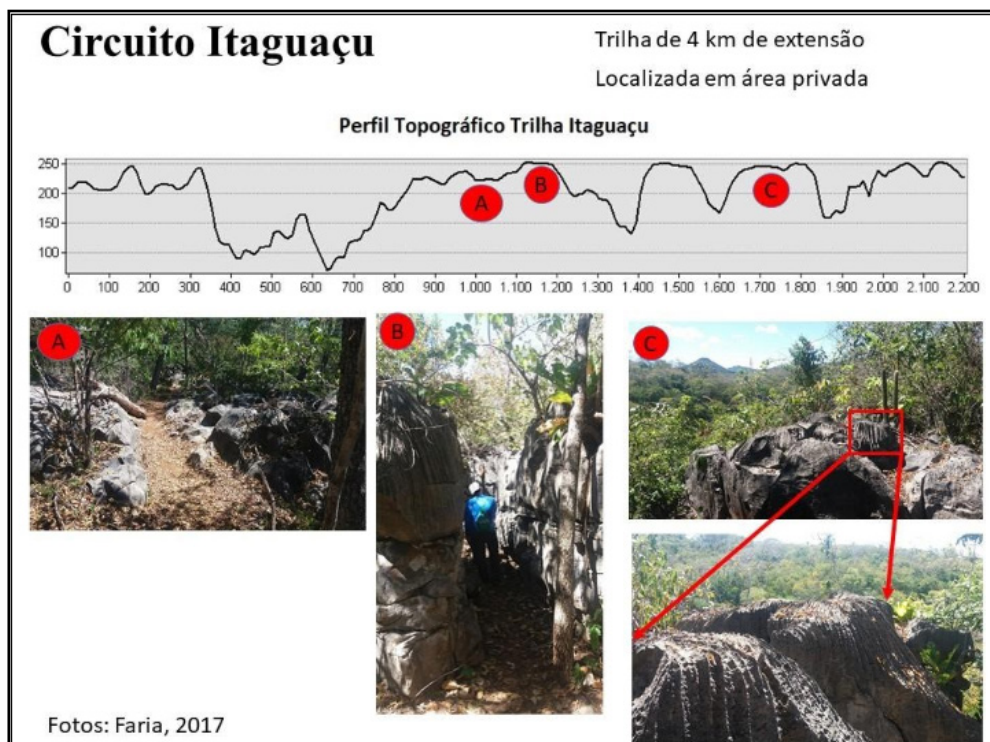 Circuito Itaguaçu
Trilha de 4 km de extensão
Localizada em área privada
Perfil Topográfico Trilha Itaguaçu
250
200
150
100
A
B
C
0 100 200 300 400 500 600 700 800 900 1.000 1.100 1.200 1.300 1.400 1.500 1.600 1.700 1.800 1.900 2.000 2.100 2.200
A
B
C
Fotos: Faria, 2017